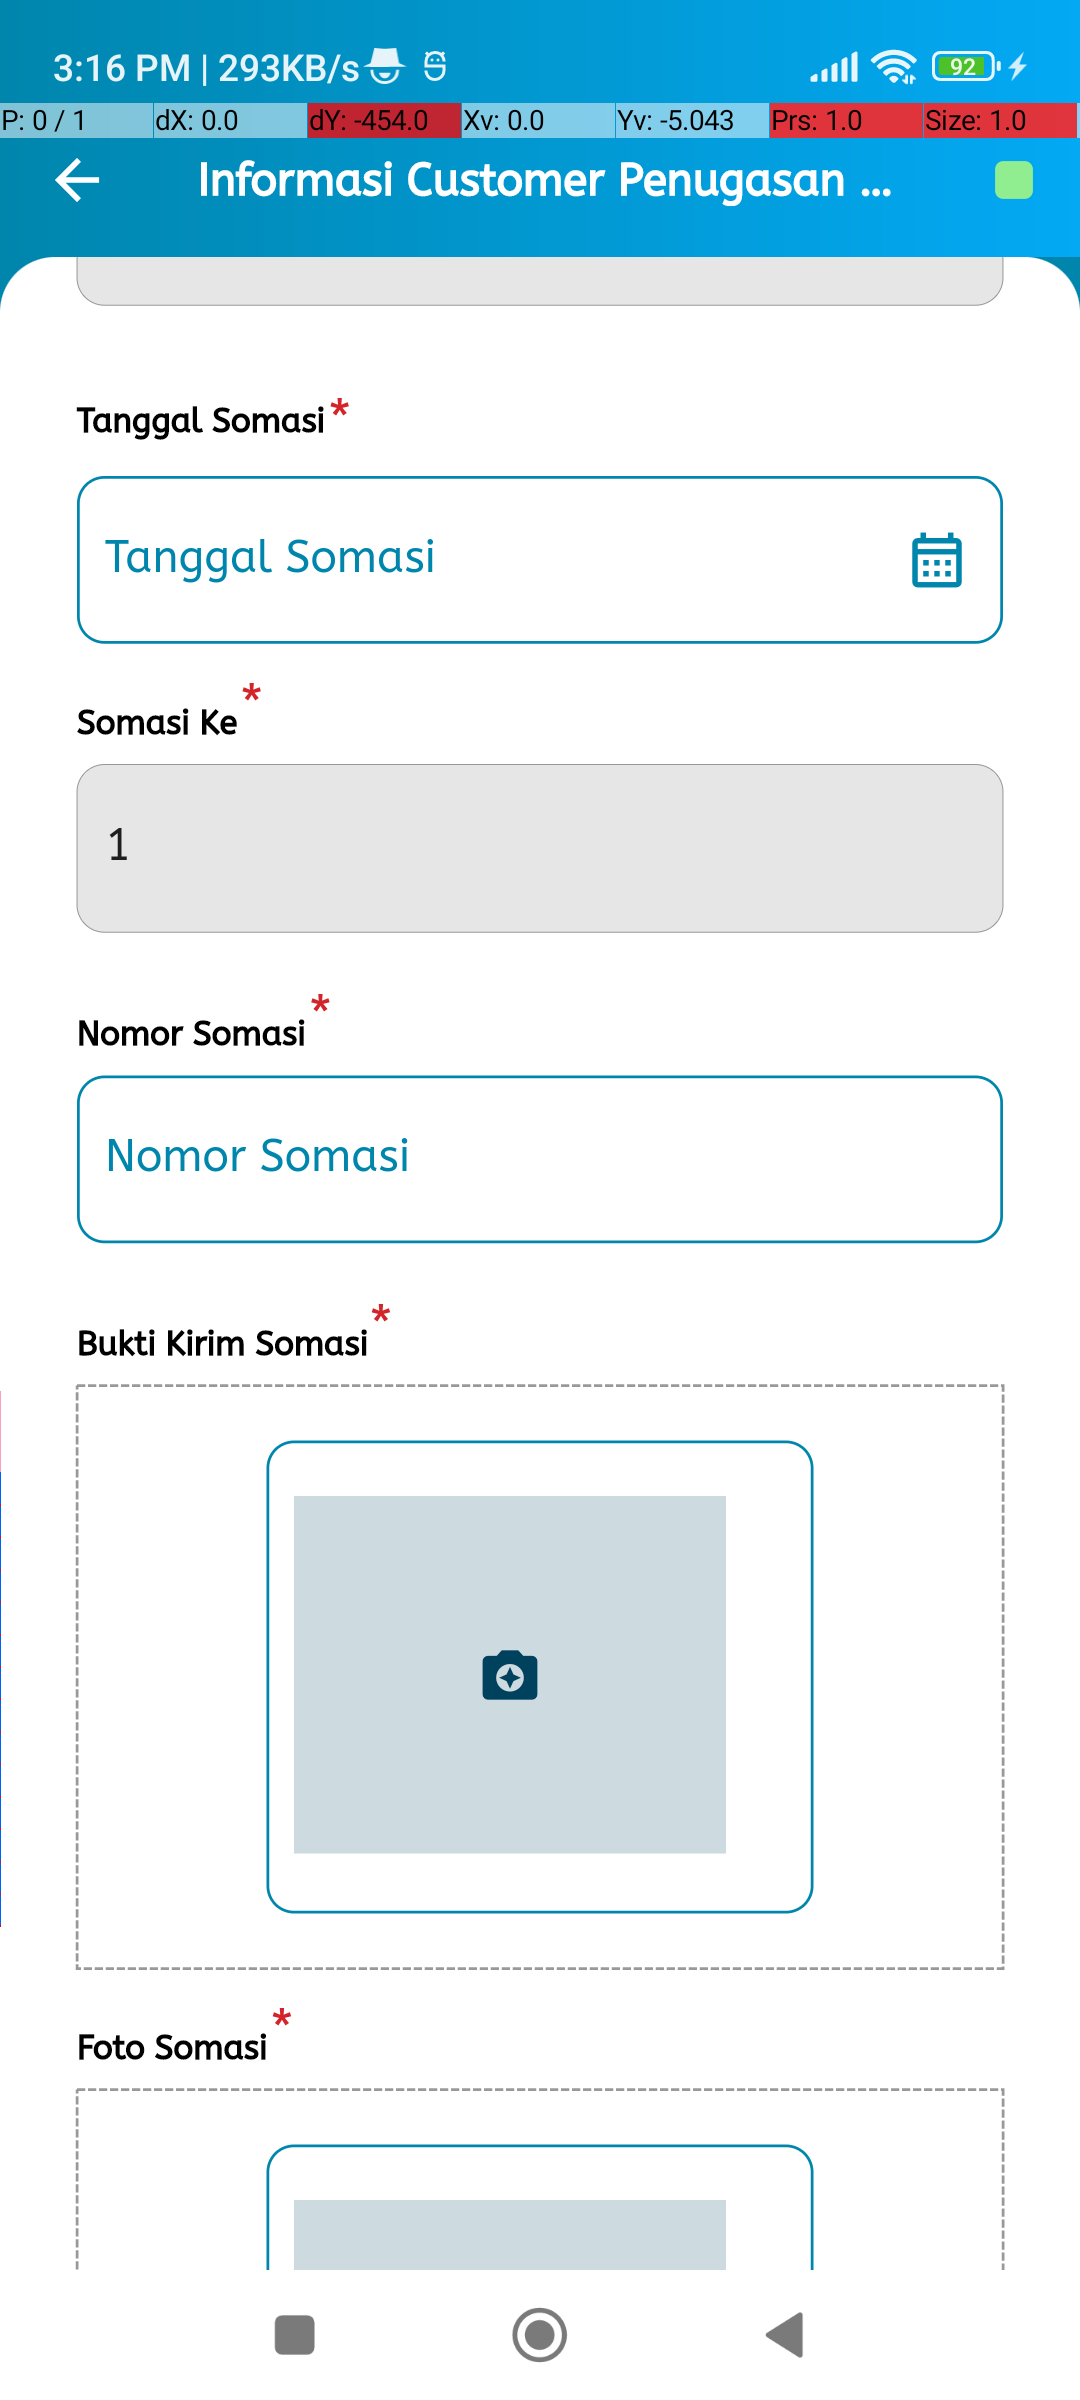 3:16 PM | 293KB/s
92
P: 0 / 1 dX: 0.0 dY: -454.0 Xv: 0.0 Yv: -5.043 Prs: 1.0 Size: 1.0
Informasi Customer Penugasan ...
Tanggal Somasi*
Tanggal Somasi
Somasi Ke*
1
Nomor Somasi*
Nomor Somasi
Bukti Kirim Somasi*
Foto Somasi*